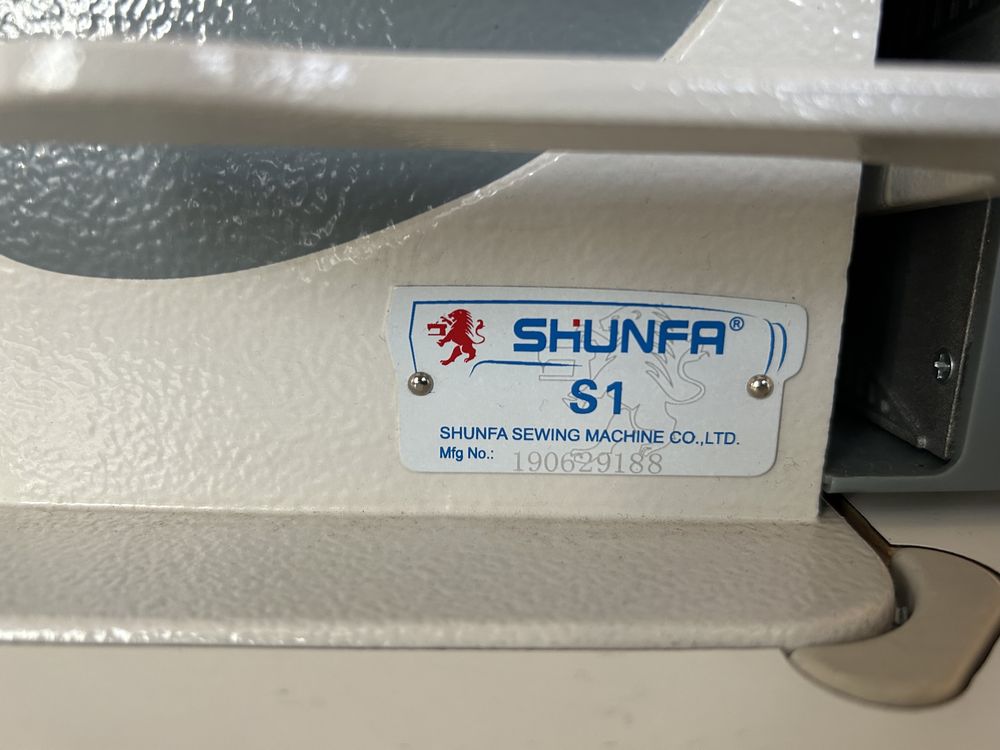 SHUNFA®
S1
SHUNFA SEWING MACHINE CO.,LTD.
Mfg No.: 190629188